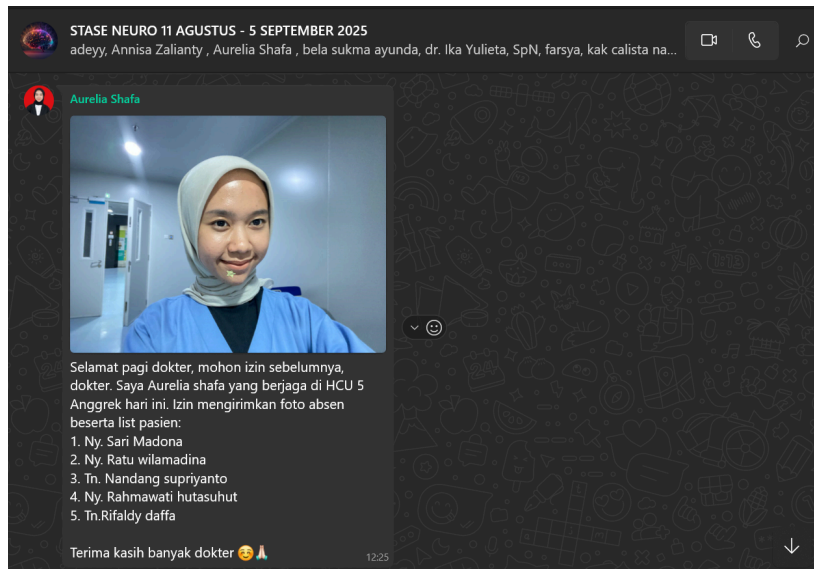 STASE NEURO 11 AGUSTUS - 5 SEPTEMBER 2025
adeyy, Annisa Zalianty , Aurelia Shafa , bela sukma ayunda, dr. Ika Yulieta, SpN, farsya, kak calista na...
Aurelia Shafa
Selamat pagi dokter, mohon izin sebelumnya,
dokter. Saya Aurelia shafa yang berjaga di HCU 5
Anggrek hari ini. Izin mengirimkan foto absen
beserta list pasien:
1. Ny. Sari Madona
2. Ny. Ratu wilamadina
3. Tn. Nandang supriyanto
4. Ny. Rahmawati hutasuhut
5. Tn.Rifaldy daffa
Terima kasih banyak dokter ☺️🙏🏻
12:25